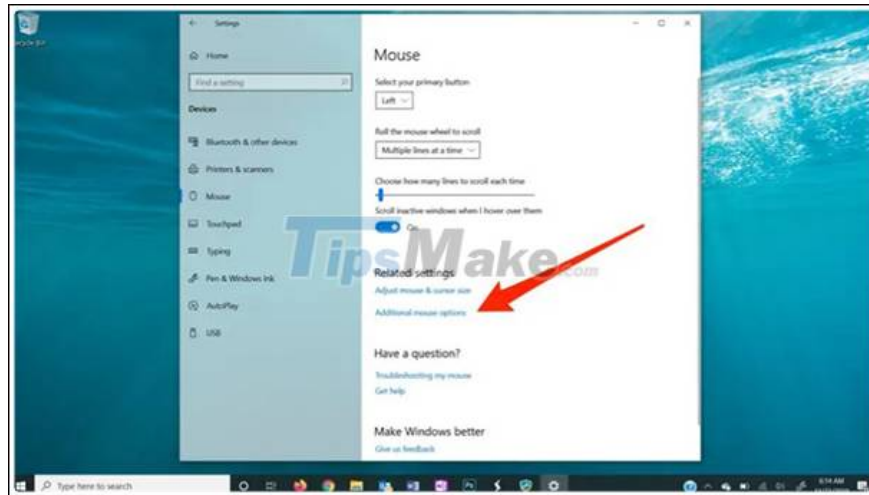 Settings
Home
Mouse
Find a setting
Select your primary button
Left
Devices
Roll the mouse wheel to scroll
Bluetooth & other devices
Multiple lines at a time
Printers & scanners
Choose how many lines to scroll each time
Mouse
Scroll inactive windows when I hover over them
Touchpad
On
TipsMake.com
Typing
Related settings
Pen & Windows Ink
Adjust mouse & cursor size
AutoPlay
Additional mouse options
USB
Have a question?
Troubleshooting my mouse
Get help
Make Windows better
Give us feedback
Type here to search
6:14 AM